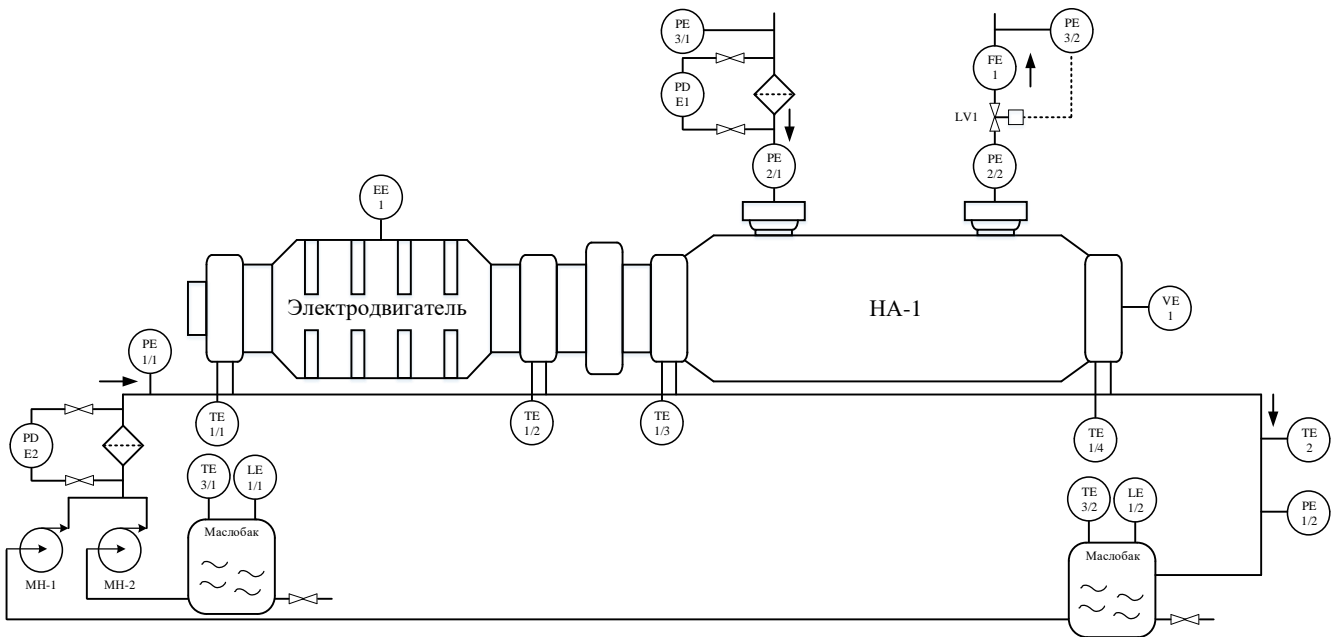 PE
3/1
PE
3/2
FE
1
PD
E1
LV1
PE
2/1
PE
2/2
EE
1
Электродвигатель
НА-1
VE
1
PE
1/1
TE
1/1
TE
1/2
TE
1/3
TE
1/4
TE
2
PD
E2
TE
3/1
LE
1/1
TE
3/2
LE
1/2
PE
1/2
Маслобак
Маслобак
МН-1
МН-2